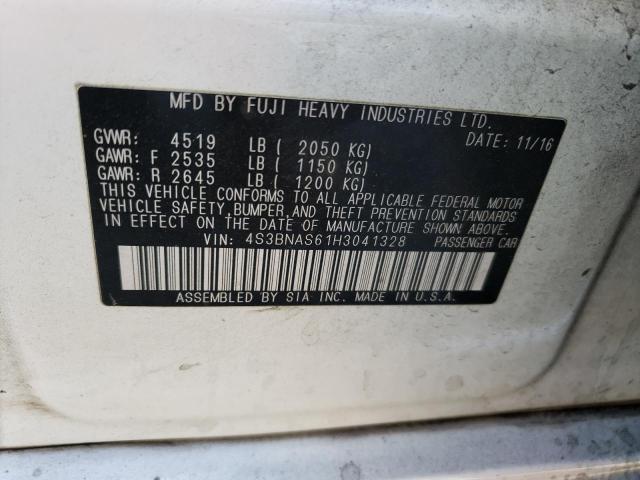 MFD BY FUJI HEAVY INDUSTRIES LTD.
GVWR: 4519 LB ( 2050 KG) DATE: 11/16
GAWR: F 2535 LB ( 1150 KG)
GAWR: R 2645 LB ( 1200 KG)
THIS VEHICLE CONFORMS TO ALL APPLICABLE FEDERAL MOTOR
VEHICLE SAFETY,BUMPER,AND THEFT PREVENTION STANDARDS
IN EFFECT ON THE DATE OF MANUFACTURE SHOWN ABOVE.
VIN: 4S3BNAS61H3041328 PASSENGER CAR
ASSEMBLED BY SIA INC. MADE IN U.S.A.